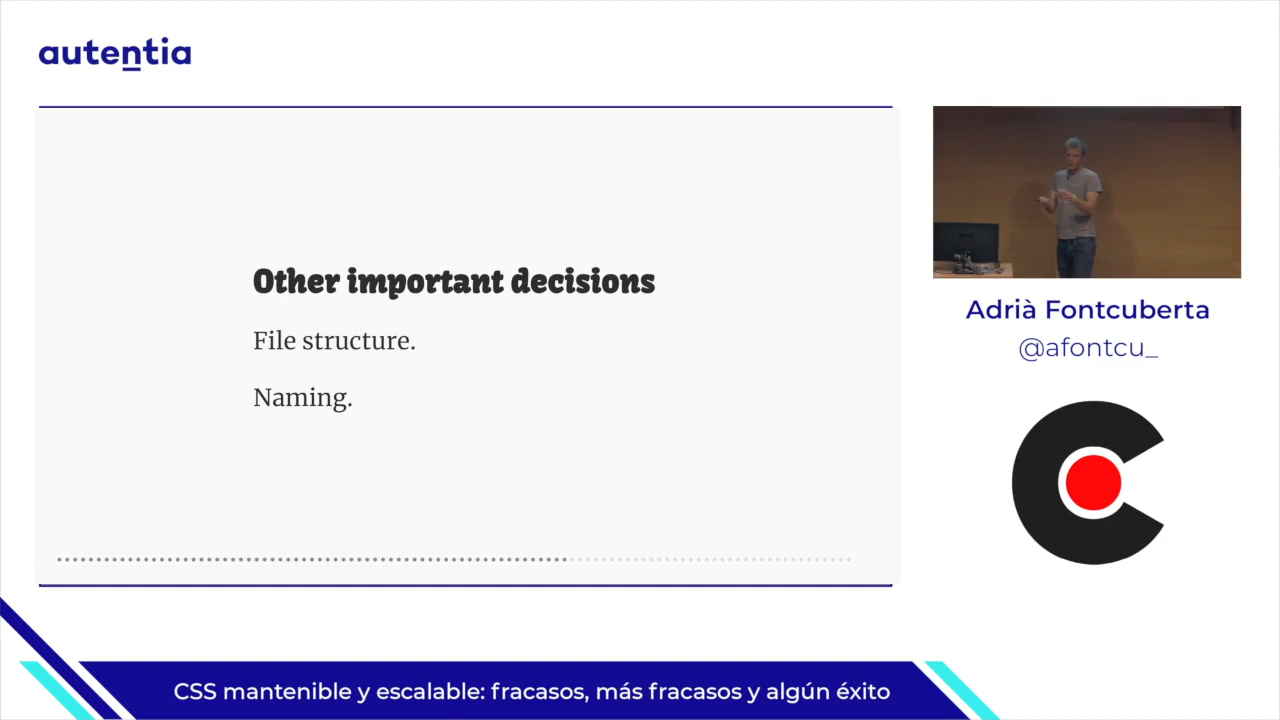 autentia
Other important decisions
File structure.
Naming.
Adrià Fontcuberta
@afontcu_
CSS mantenible y escalable: fracasos, más fracasos y algún éxito